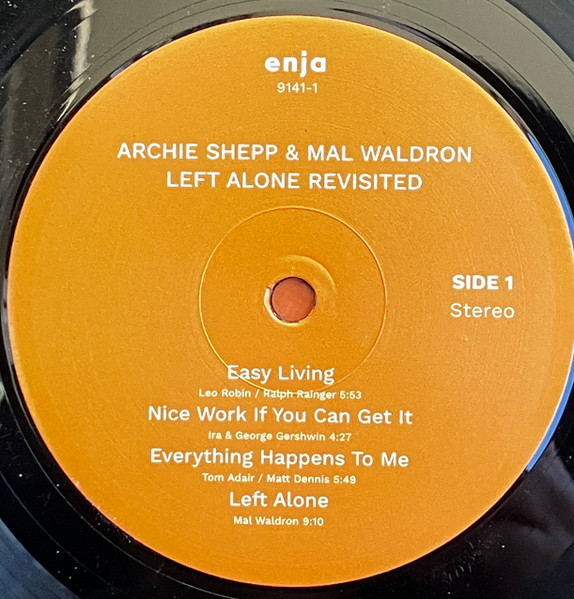 enja
9141-1
ARCHIE SHEPP & MAL WALDRON
LEFT ALONE REVISITED
SIDE 1
Stereo
Easy Living
Leo Robin / Ralph Rainger 5:53
Nice Work If You Can Get It
Ira & George Gershwin 4:27
Everything Happens To Me
Tom Adair / Matt Dennis 5:49
Left Alone
Mal Waldron 9:10